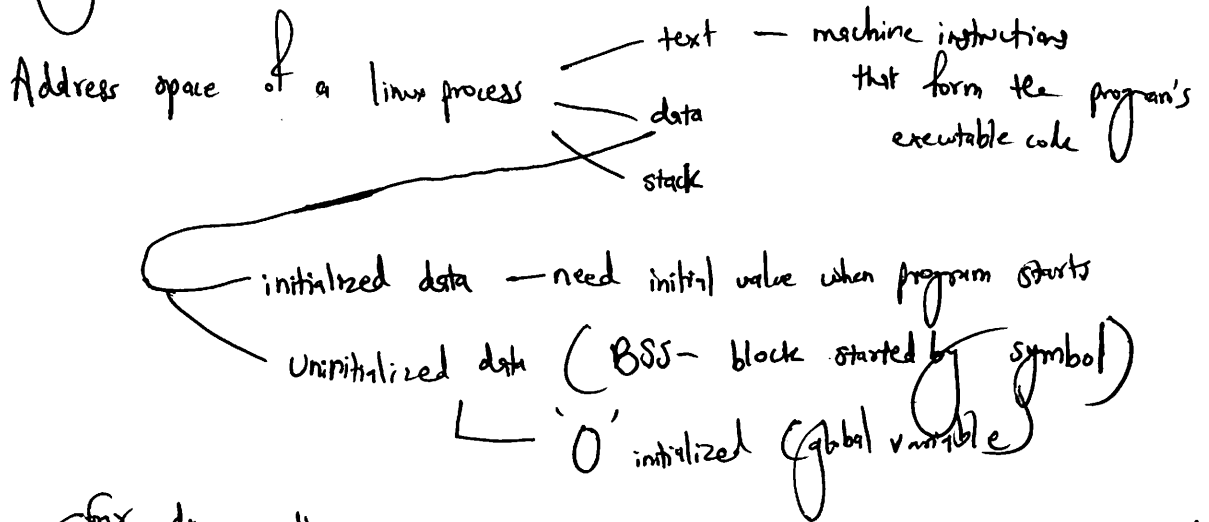 text — machine instructions
Address space of a linux process
that form the program's
data
executable code
stack
initialized data — need initial value when program starts
Uninitialized data (BSS - block started by symbol)
'0' initialized (global variable)